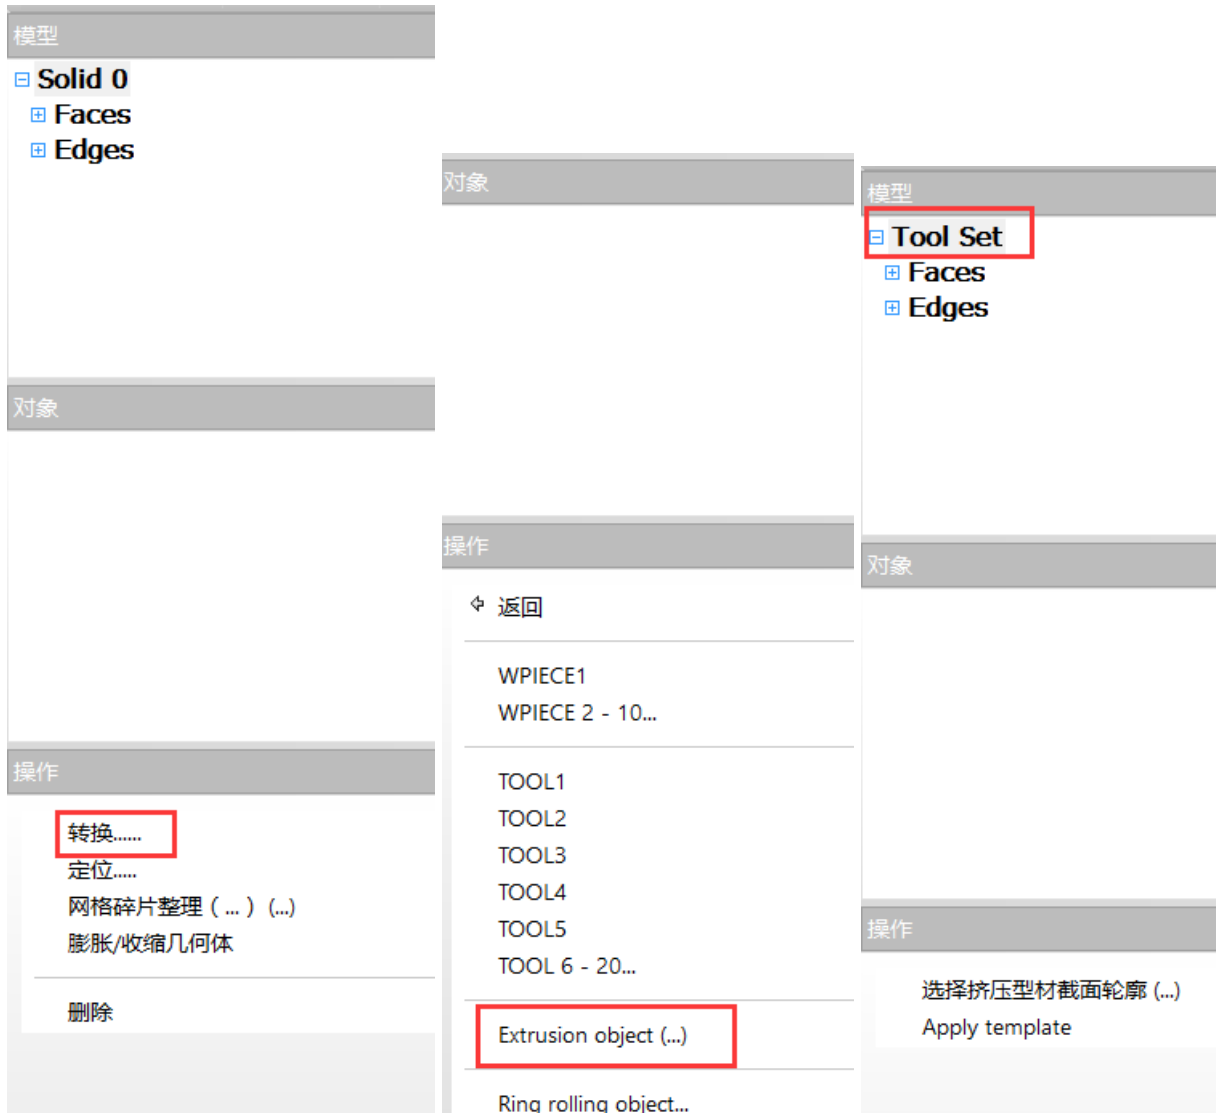 模型
Solid 0
Faces
Edges
对象
操作
转换......
定位.....
网格碎片整理 ( ... ) (...)
膨胀/收缩几何体
删除
对象
操作
返回
WPIECE1
WPIECE 2 - 10...
TOOL1
TOOL2
TOOL3
TOOL4
TOOL5
TOOL 6 - 20...
Extrusion object (...)
Ring rolling object...
模型
Tool Set
Faces
Edges
对象
操作
选择挤压型材截面轮廓 (...)
Apply template